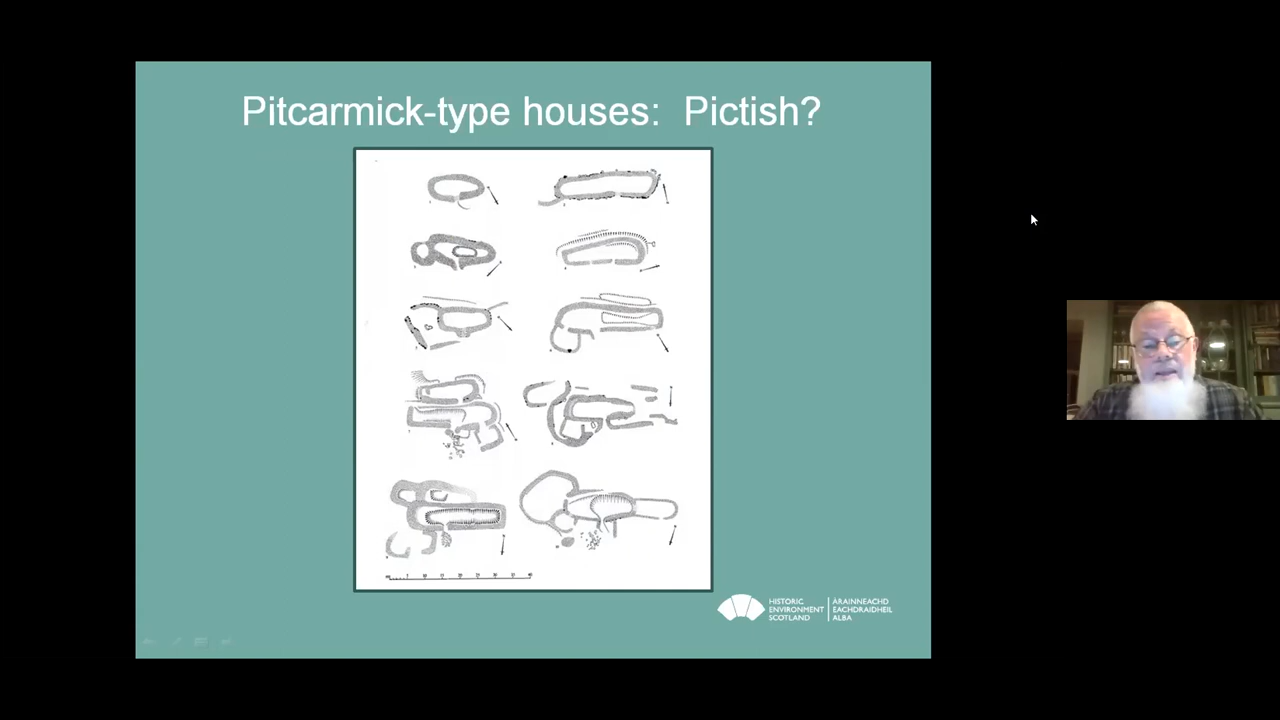 Pitcarmick-type houses: Pictish?
HISTORIC
ENVIRONMENT
SCOTLAND
ÀRAINNEACHD
EACHDRAIDHEIL
ALBA